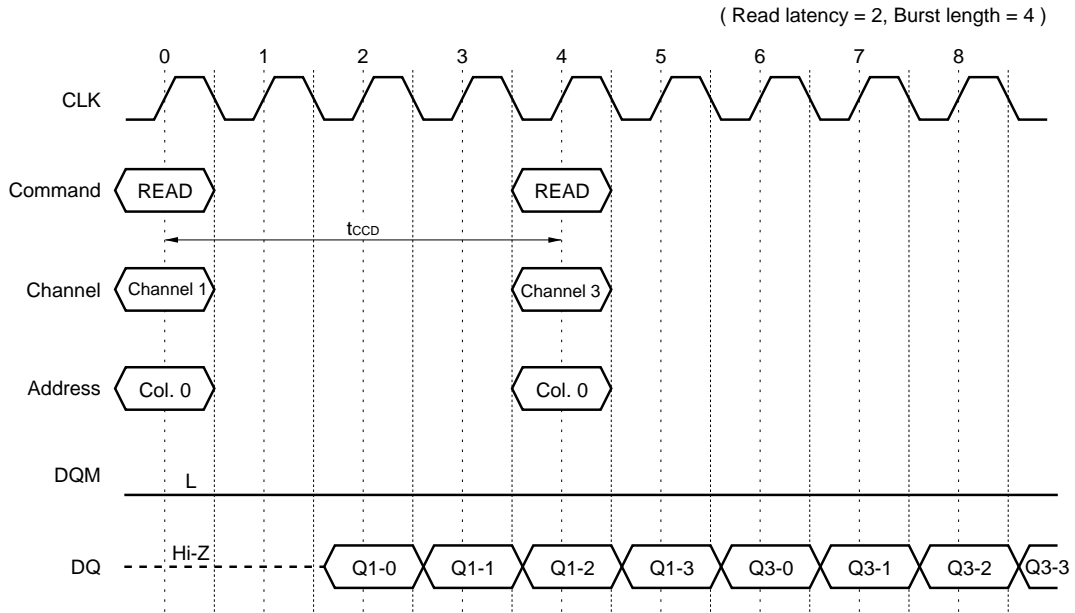 ( Read latency = 2, Burst length = 4 )
0 1 2 3 4 5 6 7 8
CLK
Command READ READ
tCCD
Channel Channel 1 Channel 3
Address Col. 0 Col. 0
DQM L
DQ Hi-Z Q1-0 Q1-1 Q1-2 Q1-3 Q3-0 Q3-1 Q3-2 Q3-3